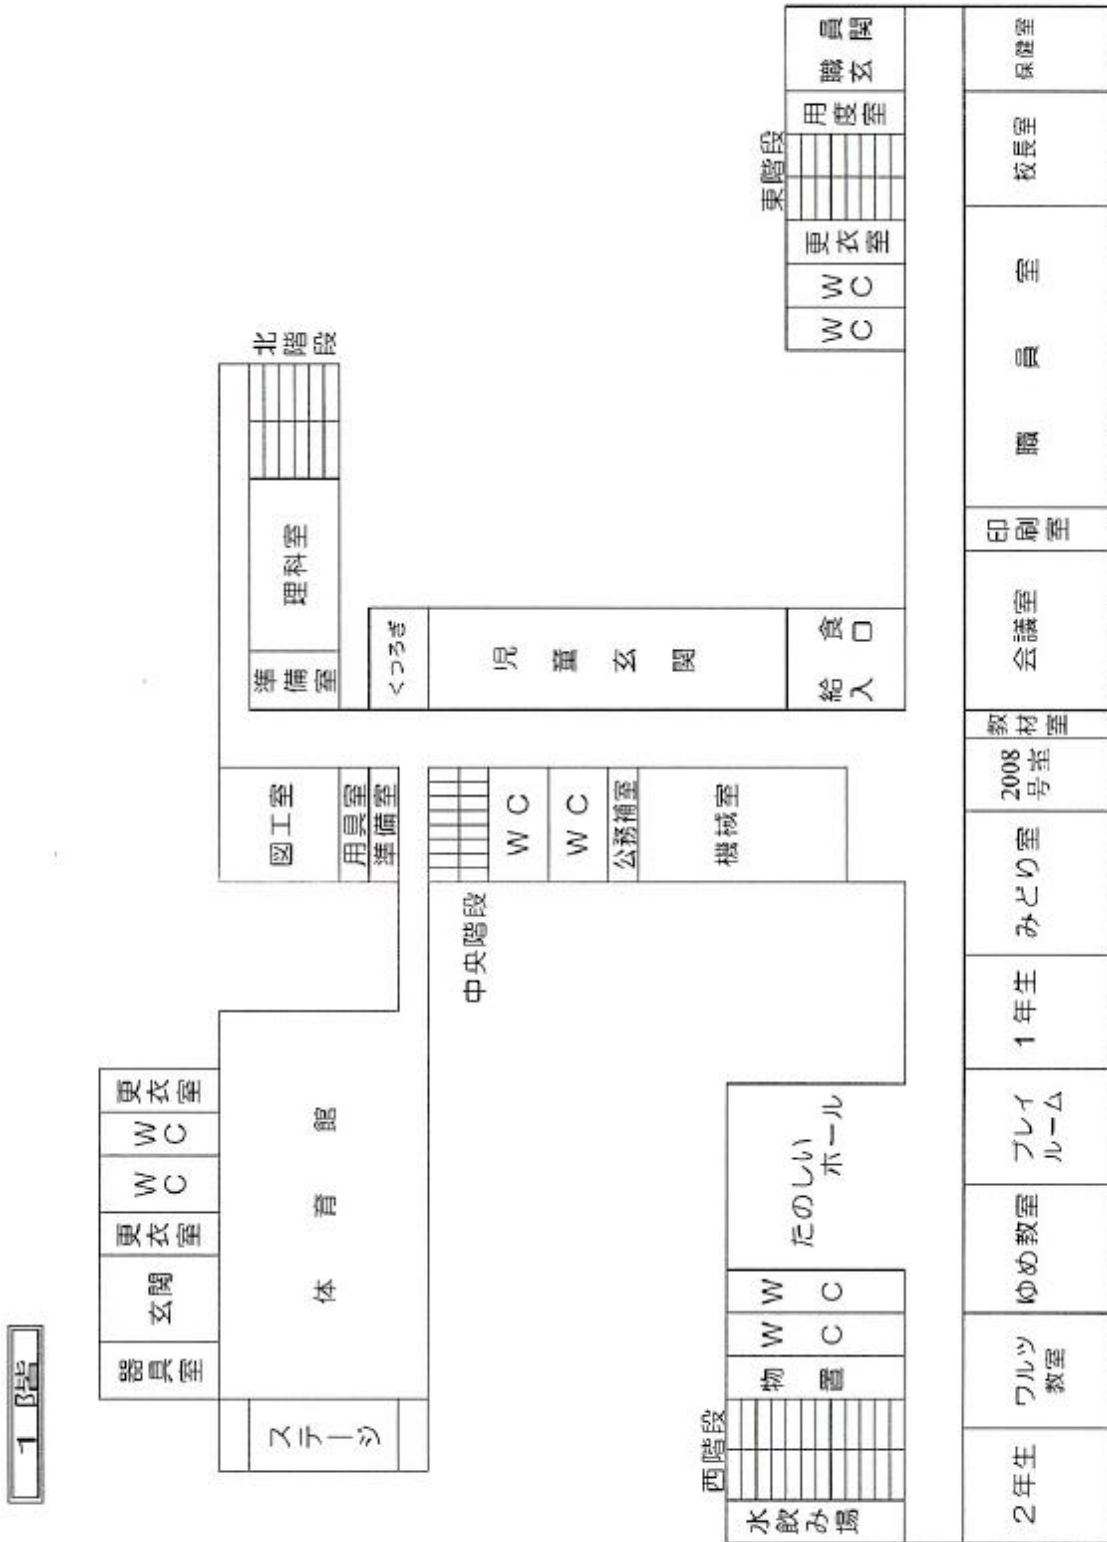 1階
器具室
玄関
更衣室
WC
WC
更衣室
ステージ
体育館
図工室
用具室
準備室
準備室
理科室
北階段
くつろぎ
児童玄関
給食
入口
中央階段
WC
WC
公務補室
機械室
西階段
水飲み場
物置
WC
WC
たのしい
ホール
東階段
WC
WC
更衣室
用度室
職員
玄関
2年生
ワルツ
教室
ゆめ教室
プレイ
ルーム
1年生
みどり室
2008
号室
教材室
会議室
印刷室
職員室
校長室
保健室